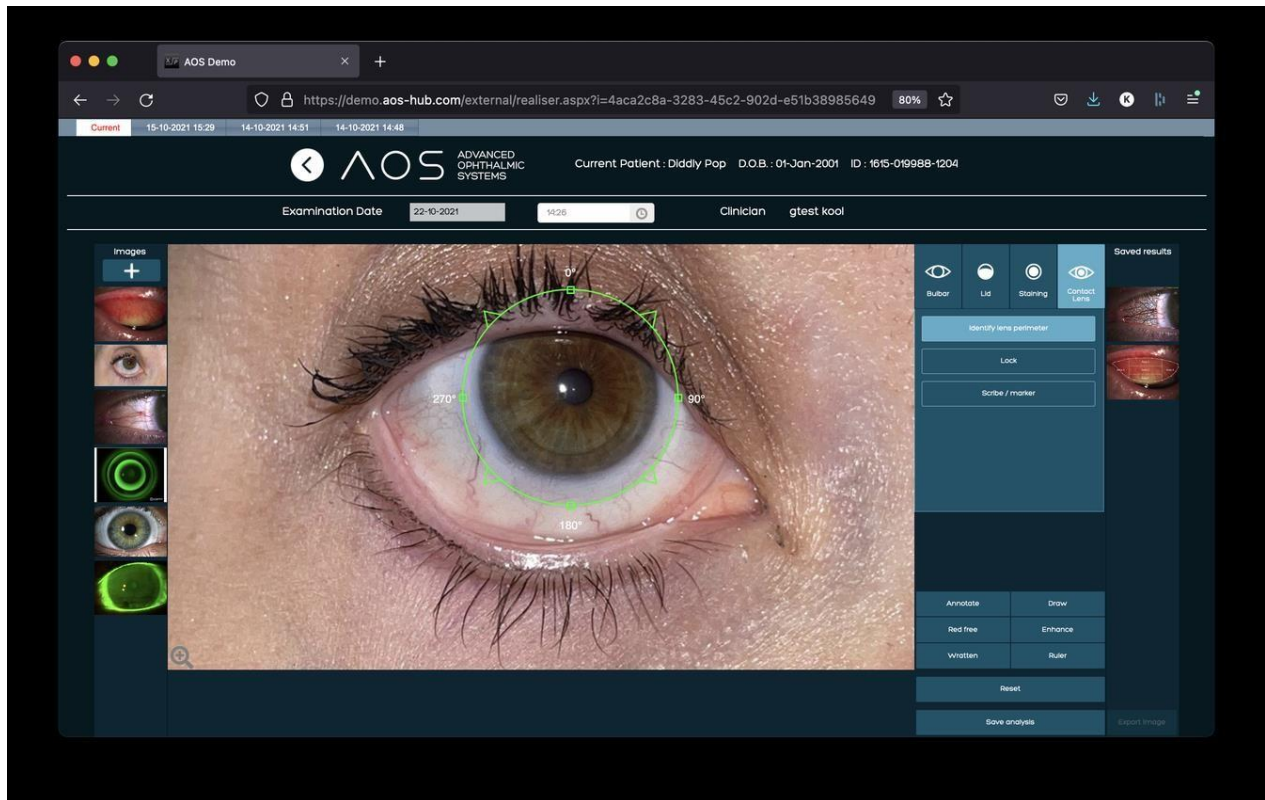 AOS Demo
https://demo.aos-hub.com/external/realiser.aspx?i=4aca2c8a-3283-45c2-902d-e51b38985649 80%
K
Current 15-10-2021 15:29 14-10-2021 14:51 14-10-2021 14:48
AOS ADVANCED
OPHTHALMIC
SYSTEMS
Current Patient : Diddly Pop D.O.B. : 01-Jan-2001 ID : 1615-019988-1204
Examination Date 22-10-2021 14:26 Clinician gtest kool
Images
Saved results
Bulbar Lid Staining Contact
Lens
0°
270° 90°
180°
Identify lens perimeter
Lock
Scribe / marker
Annotate Draw
Red free Enhance
Wratten Ruler
Reset
Save analysis Export image